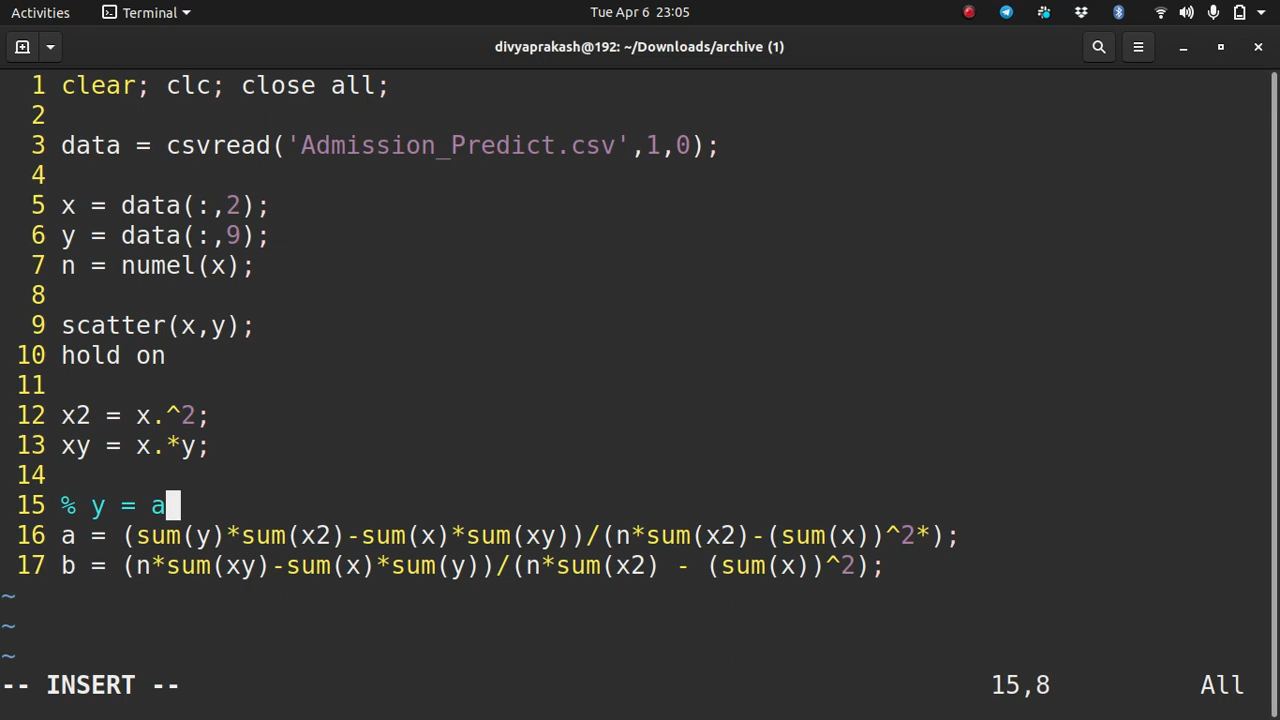 Activities Terminal Tue Apr 6 23:05
divyaprakash@192: ~/Downloads/archive (1)
1 clear; clc; close all;
2
3 data = csvread('Admission_Predict.csv',1,0);
4
5 x = data(:,2);
6 y = data(:,9);
7 n = numel(x);
8
9 scatter(x,y);
10 hold on
11
12 x2 = x.^2;
13 xy = x.*y;
14
15 % y = a
16 a = (sum(y)*sum(x2)-sum(x)*sum(xy))/(n*sum(x2)-(sum(x))^2*);
17 b = (n*sum(xy)-sum(x)*sum(y))/(n*sum(x2) - (sum(x))^2);
~
~
~
-- INSERT -- 15,8 All